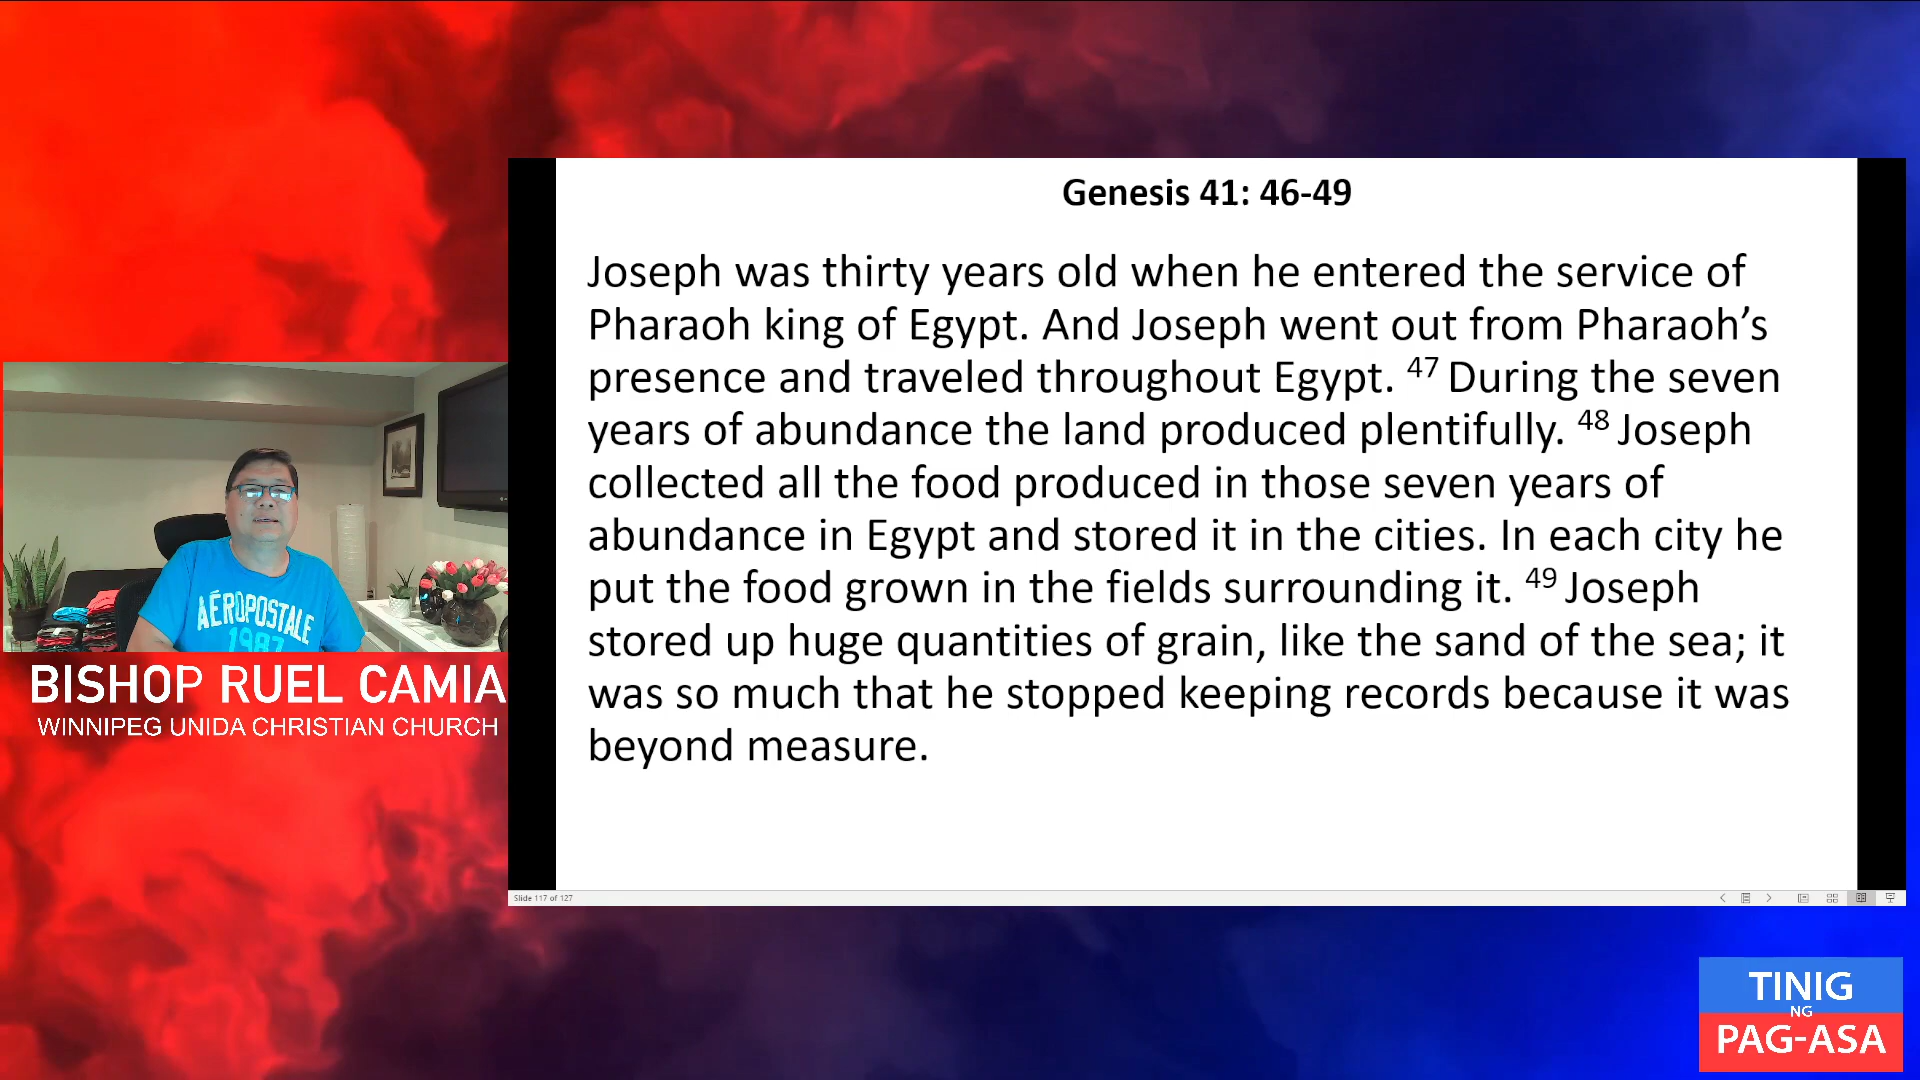 Genesis 41: 46-49
Joseph was thirty years old when he entered the service of
Pharaoh king of Egypt. And Joseph went out from Pharaoh’s
presence and traveled throughout Egypt. 47 During the seven
years of abundance the land produced plentifully. 48 Joseph
collected all the food produced in those seven years of
abundance in Egypt and stored it in the cities. In each city he
put the food grown in the fields surrounding it. 49 Joseph
stored up huge quantities of grain, like the sand of the sea; it
was so much that he stopped keeping records because it was
beyond measure.
Slide 117 of 127
AÉROPOSTALE
1987
BISHOP RUEL CAMIA
WINNIPEG UNIDA CHRISTIAN CHURCH
TINIG
NG
PAG-ASA